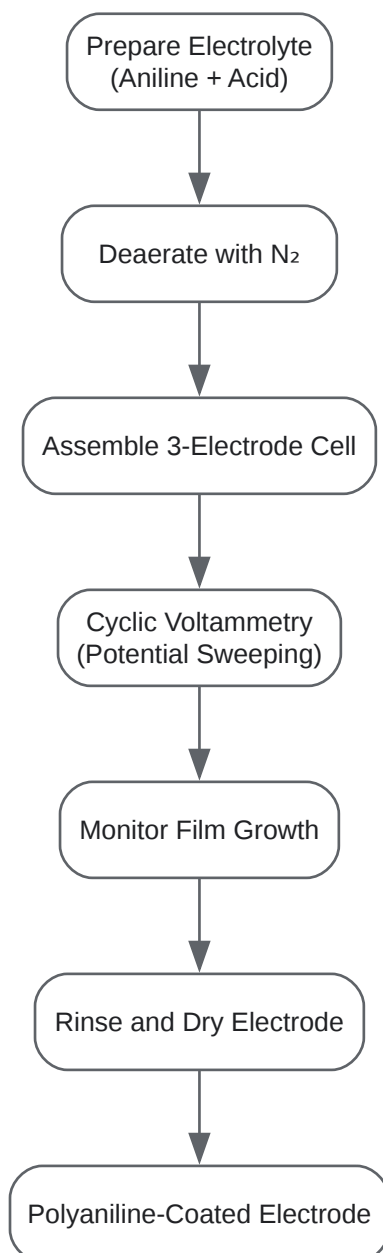 Prepare Electrolyte
(Aniline + Acid)
Deaerate with N₂
Assemble 3-Electrode Cell
Cyclic Voltammetry
(Potential Sweeping)
Monitor Film Growth
Rinse and Dry Electrode
Polyaniline-Coated Electrode